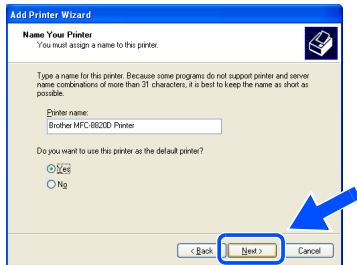 Add Printer Wizard
Name Your Printer
You must assign a name to this printer.
Type a name for this printer. Because some programs do not support printer and server
name combinations of more than 31 characters, it is best to keep the name as short as
possible.
Printer name:
Brother MFC-8820D Printer
Do you want to use this printer as the default printer?
Yes
No
< Back
Next >
Cancel